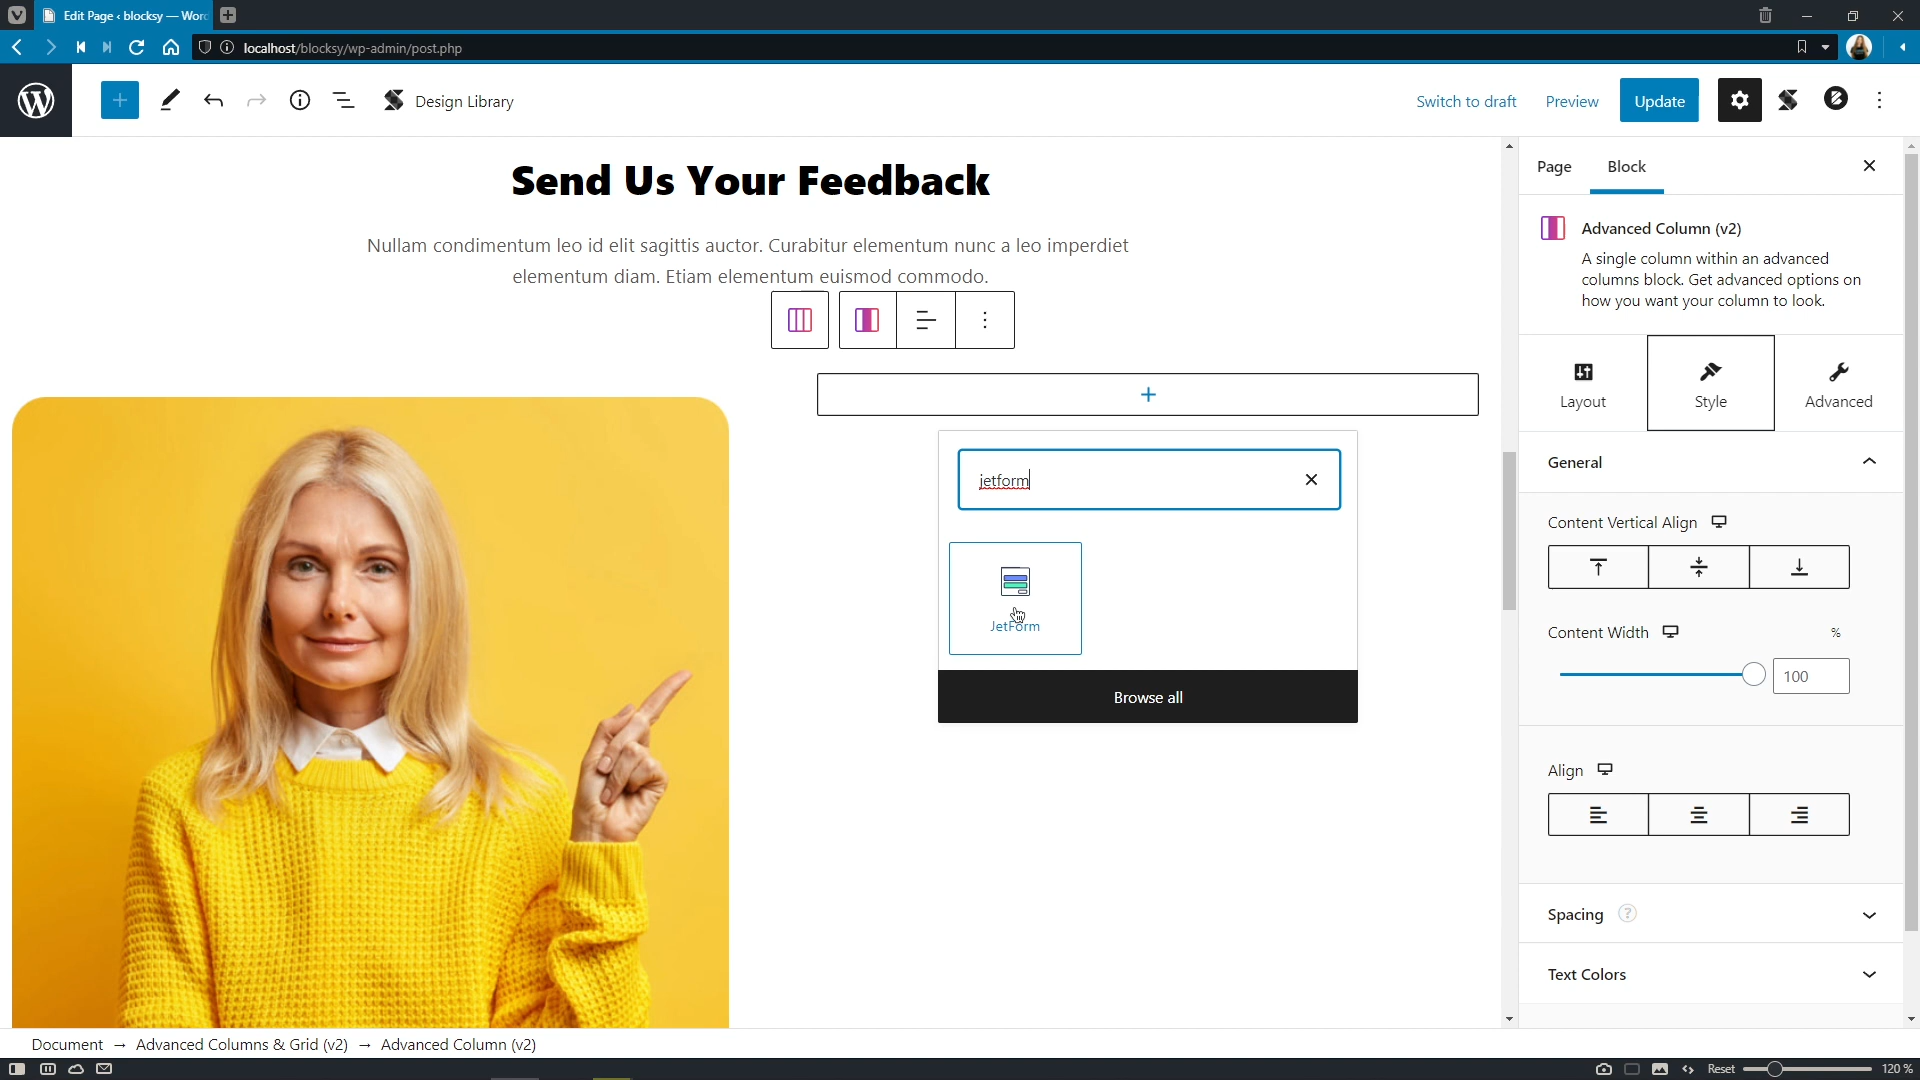 Edit Page ‹ blocksy — Word
localhost/blocksy/wp-admin/post.php
Design Library
Switch to draft
Preview
Update
Send Us Your Feedback
Nullam condimentum leo id elit sagittis auctor. Curabitur elementum nunc a leo imperdiet
elementum diam. Etiam elementum euismod commodo.
jetform
JetForm
Browse all
Page
Block
Advanced Column (v2)
A single column within an advanced
columns block. Get advanced options on
how you want your column to look.
Layout
Style
Advanced
General
Content Vertical Align
Content Width
%
100
Align
Spacing ?
Text Colors
Document → Advanced Columns & Grid (v2) → Advanced Column (v2)
Reset
120 %